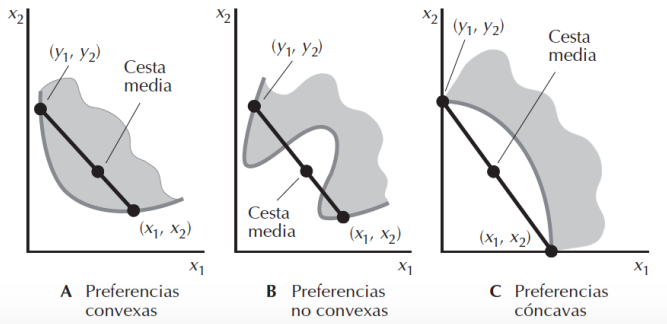 x₂
(y₁, y₂)
Cesta
media
(x₁, x₂)
x₁
A Preferencias
convexas
x₂
(y₁, y₂)
Cesta
media
(x₁, x₂)
x₁
B Preferencias
no convexas
x₂
(y₁, y₂)
Cesta
media
(x₁, x₂)
x₁
C Preferencias
cóncavas